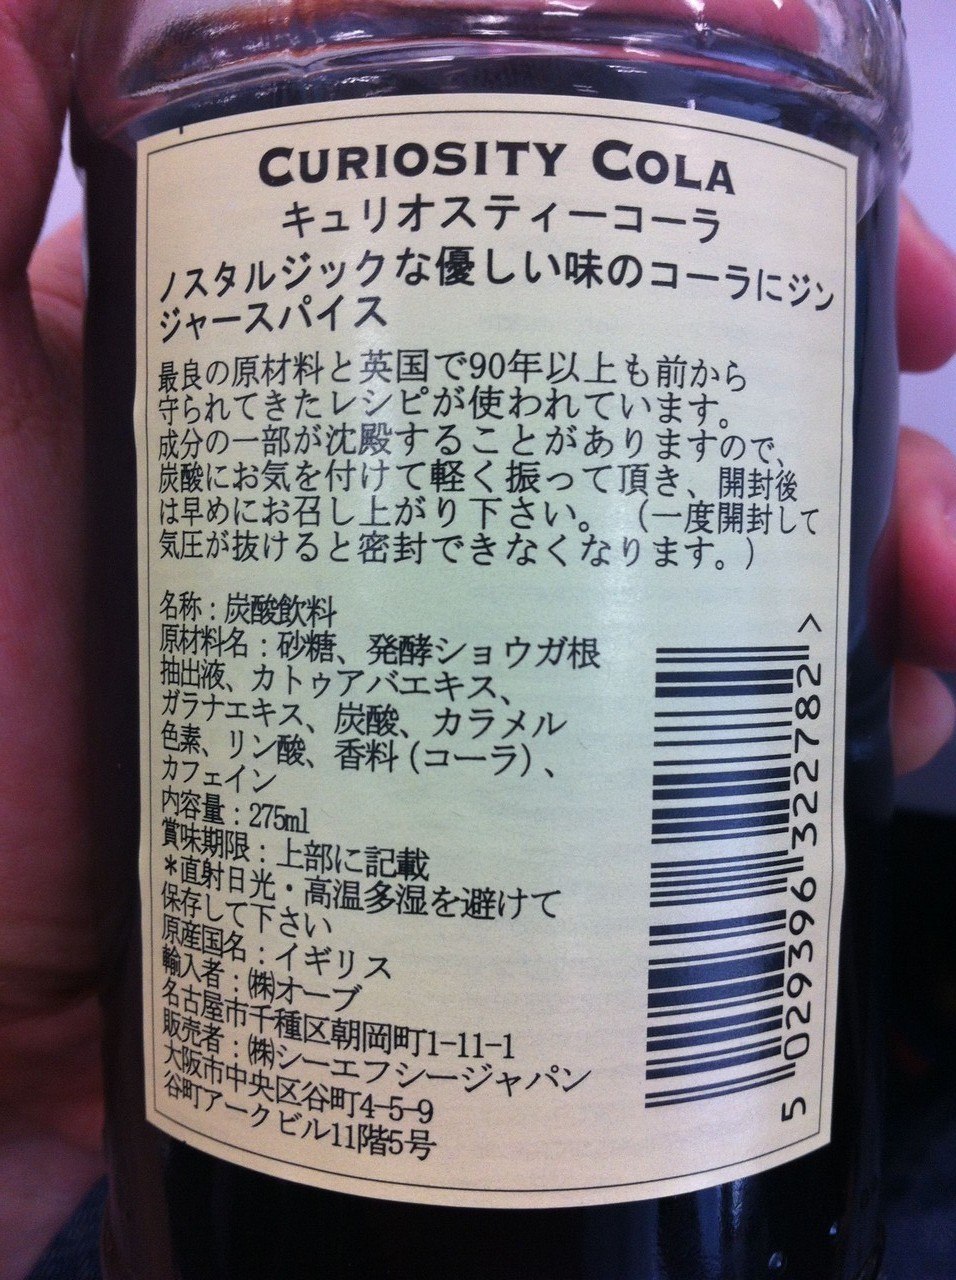 CURIOSITY COLA
キュリオスティーコーラ
ノスタルジックな優しい味のコーラにジン
ジャースパイス
最良の原材料と英国で90年以上も前から
守られてきたレシピが使われています。
成分の一部が沈殿することがありますので、
炭酸にお気を付けて軽く振って頂き、開封後
は早めにお召し上がり下さい。（一度開封して
気圧が抜けると密封できなくなります。）
名称：炭酸飲料
原材料名：砂糖、発酵ショウガ根
抽出液、カトゥアバエキス、
ガラナエキス、炭酸、カラメル
色素、リン酸、香料（コーラ）、
カフェイン
内容量：275ml
賞味期限：上部に記載
*直射日光・高温多湿を避けて
保存して下さい
原産国名：イギリス
輸入者：㈱オーブ
名古屋市千種区朝岡町1-11-1
販売者：㈱シーエフシージャパン
大阪市中央区谷町4-5-9
谷町アークビル11階5号
5 029396 322782 >